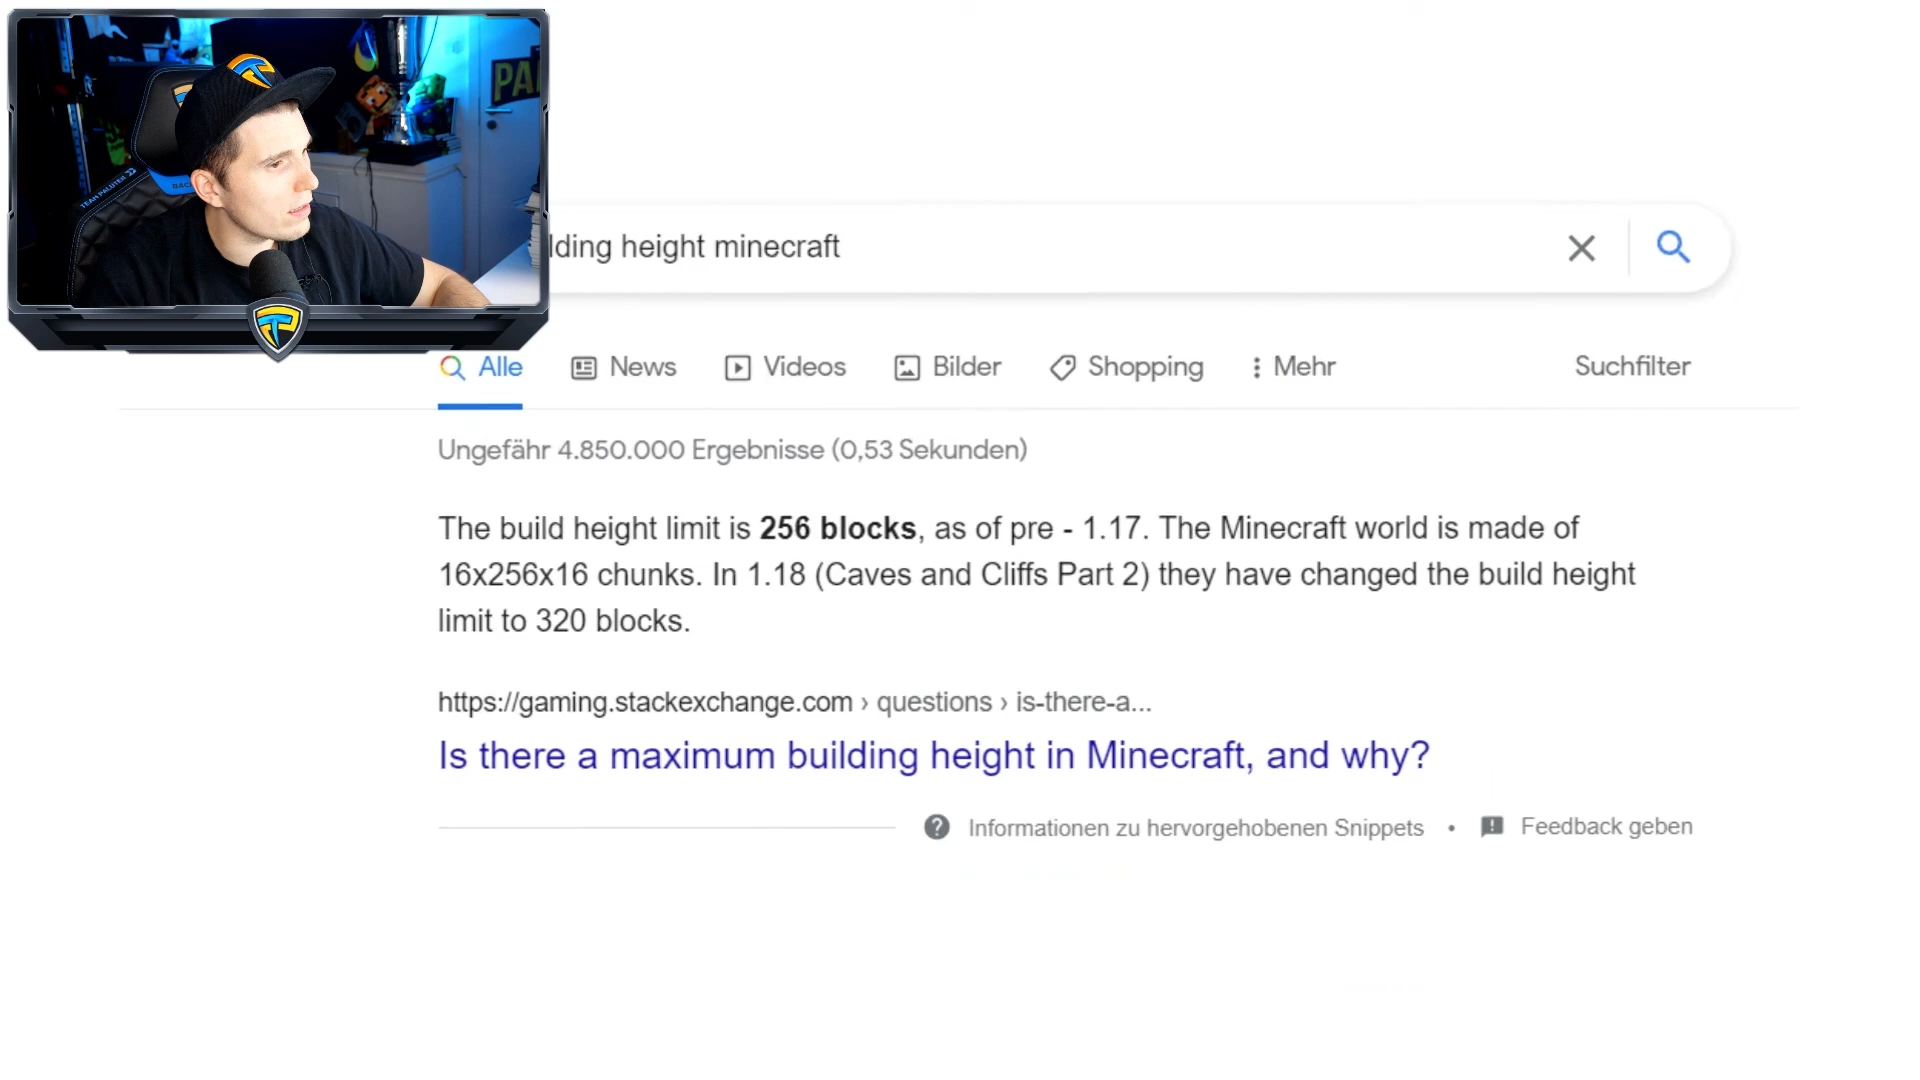 PA
TEAM PALUTEN
lding height minecraft
Alle News Videos Bilder Shopping Mehr Suchfilter
Ungefähr 4.850.000 Ergebnisse (0,53 Sekunden)
The build height limit is 256 blocks, as of pre - 1.17. The Minecraft world is made of
16x256x16 chunks. In 1.18 (Caves and Cliffs Part 2) they have changed the build height
limit to 320 blocks.
https://gaming.stackexchange.com › questions › is-there-a...
Is there a maximum building height in Minecraft, and why?
Informationen zu hervorgehobenen Snippets • Feedback geben